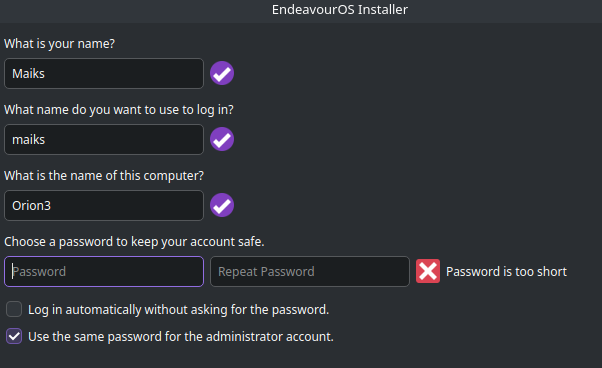 EndeavourOS Installer
What is your name?
Maiks
What name do you want to use to log in?
maiks
What is the name of this computer?
Orion3
Choose a password to keep your account safe.
Password Repeat Password Password is too short
Log in automatically without asking for the password.
Use the same password for the administrator account.